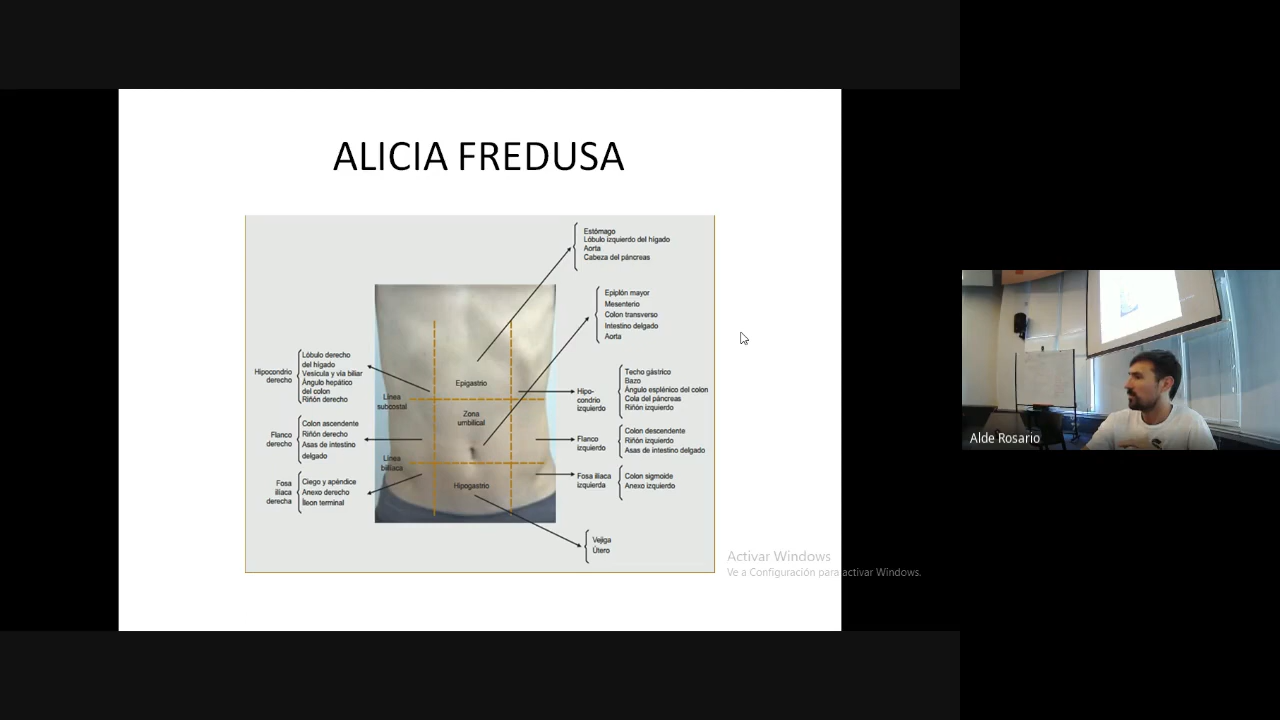 ALICIA FREDUSA
Estómago
Lóbulo izquierdo del hígado
Aorta
Cabeza del páncreas
Epiplón mayor
Mesenterio
Colon transverso
Intestino delgado
Aorta
Hipocondrio
derecho
Lóbulo derecho
del hígado
Vesícula y vía biliar
Ángulo hepático
del colon
Riñón derecho
Línea
subcostal
Epigastrio
Zona
umbilical
Hipo-
condrio
izquierdo
Techo gástrico
Bazo
Ángulo esplénico del colon
Cola del páncreas
Riñón izquierdo
Flanco
derecho
Colon ascendente
Riñón derecho
Asas de intestino
delgado
Flanco
izquierdo
Colon descendente
Riñón izquierdo
Asas de intestino delgado
Línea
biilíaca
Fosa
ilíaca
derecha
Ciego y apéndice
Anexo derecho
Íleon terminal
Hipogastrio
Fosa ilíaca
izquierda
Colon sigmoide
Anexo izquierdo
Vejiga
Útero
Activar Windows
Ve a Configuración para activar Windows.
Alde Rosario